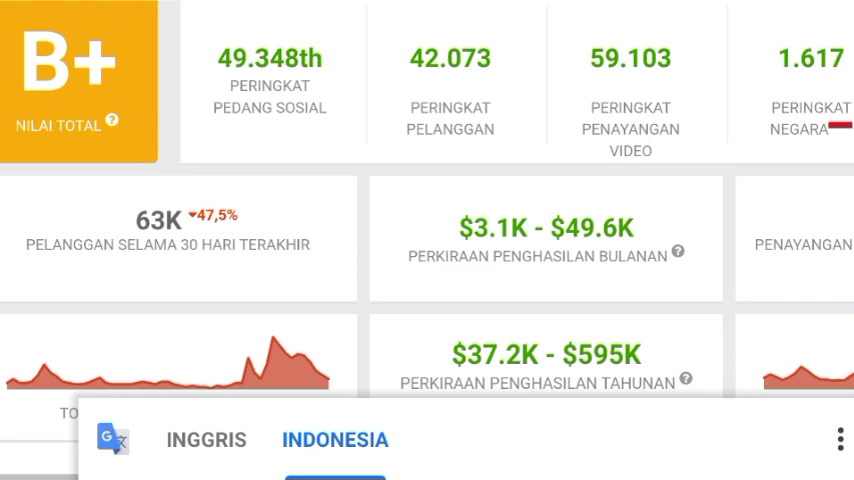 B+
NILAI TOTAL ?
49.348th
PERINGKAT
PEDANG SOSIAL
42.073
PERINGKAT
PELANGGAN
59.103
PERINGKAT
PENAYANGAN
VIDEO
1.617
PERINGKAT
NEGARA
63K 47,5%
PELANGGAN SELAMA 30 HARI TERAKHIR
$3.1K - $49.6K
PERKIRAAN PENGHASILAN BULANAN ?
PENAYANGAN
$37.2K - $595K
PERKIRAAN PENGHASILAN TAHUNAN ?
TO
G 文
INGGRIS
INDONESIA